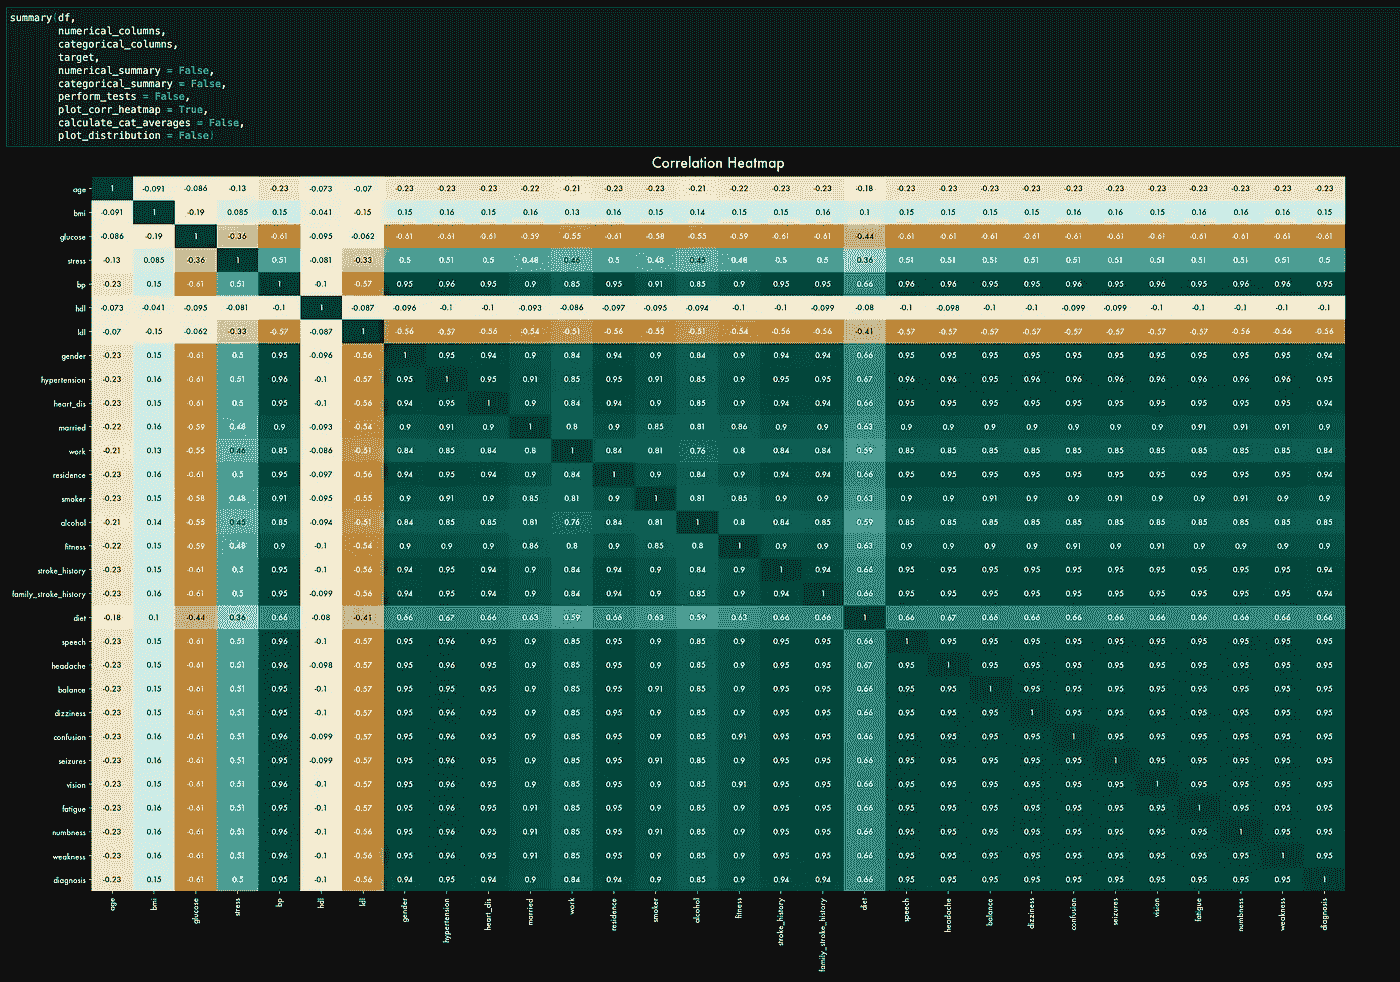 summary(df,
numerical_columns,
categorical_columns,
target,
numerical_summary = False,
categorical_summary = False,
perform_tests = False,
plot_corr_heatmap = True,
calculate_cat_averages = False,
plot_distribution = False)
Correlation Heatmap
age 1 -0.091 -0.086 -0.13 -0.23 -0.073 -0.07 -0.23 -0.23 -0.23 -0.22 -0.21 -0.23 -0.23 -0.21 -0.22 -0.23 -0.23 -0.18 -0.23 -0.23 -0.23 -0.23 -0.23 -0.23 -0.23 -0.23 -0.23 -0.23 -0.23
bmi -0.091 1 -0.19 0.085 0.15 -0.041 -0.15 0.15 0.16 0.15 0.16 0.13 0.16 0.15 0.14 0.15 0.15 0.16 0.1 0.15 0.15 0.15 0.15 0.16 0.16 0.15 0.16 0.16 0.16 0.15
glucose -0.086 -0.19 1 -0.36 -0.61 -0.095 -0.062 -0.61 -0.61 -0.61 -0.59 -0.55 -0.61 -0.58 -0.55 -0.59 -0.61 -0.61 -0.44 -0.61 -0.61 -0.61 -0.61 -0.61 -0.61 -0.61 -0.61 -0.61 -0.61 -0.61
stress -0.13 0.085 -0.36 1 0.51 -0.081 -0.33 0.5 0.51 0.5 0.48 0.46 0.5 0.48 0.45 0.48 0.5 0.5 0.36 0.51 0.51 0.51 0.51 0.51 0.51 0.51 0.51 0.51 0.51 0.5
bp -0.23 0.15 -0.61 0.51 1 -0.1 -0.57 0.95 0.96 0.95 0.9 0.85 0.95 0.91 0.85 0.9 0.95 0.95 0.66 0.96 0.96 0.95 0.95 0.96 0.95 0.95 0.95 0.96 0.96 0.95
hdl -0.073 -0.041 -0.095 -0.081 -0.1 1 -0.087 -0.096 -0.1 -0.1 -0.093 -0.086 -0.097 -0.095 -0.094 -0.1 -0.1 -0.099 -0.08 -0.1 -0.098 -0.1 -0.1 -0.099 -0.099 -0.1 -0.1 -0.1 -0.1 -0.1
ldl -0.07 -0.15 -0.062 -0.33 -0.57 -0.087 1 -0.56 -0.57 -0.56 -0.54 -0.51 -0.56 -0.55 -0.51 -0.54 -0.56 -0.56 -0.41 -0.57 -0.57 -0.57 -0.57 -0.57 -0.57 -0.57 -0.57 -0.56 -0.56 -0.56
gender -0.23 0.15 -0.61 0.5 0.95 -0.096 -0.56 1 0.95 0.94 0.9 0.84 0.94 0.9 0.84 0.9 0.94 0.94 0.66 0.95 0.95 0.95 0.95 0.95 0.95 0.95 0.95 0.95 0.95 0.94
hypertension -0.23 0.16 -0.61 0.51 0.96 -0.1 -0.57 0.95 1 0.95 0.91 0.85 0.95 0.91 0.85 0.9 0.95 0.95 0.67 0.96 0.96 0.95 0.96 0.96 0.96 0.95 0.96 0.96 0.96 0.95
heart_dis -0.23 0.15 -0.61 0.5 0.95 -0.1 -0.56 0.94 0.95 1 0.9 0.84 0.94 0.9 0.85 0.9 0.94 0.94 0.66 0.95 0.95 0.95 0.95 0.95 0.95 0.95 0.95 0.95 0.95 0.94
married -0.22 0.16 -0.59 0.48 0.9 -0.093 -0.54 0.9 0.91 0.9 1 0.8 0.9 0.85 0.81 0.86 0.9 0.9 0.63 0.9 0.9 0.9 0.9 0.9 0.9 0.9 0.91 0.91 0.91 0.9
work -0.21 0.13 -0.55 0.46 0.85 -0.086 -0.51 0.84 0.85 0.84 0.8 1 0.84 0.81 0.76 0.8 0.84 0.84 0.59 0.85 0.85 0.85 0.85 0.85 0.85 0.85 0.85 0.85 0.85 0.84
residence -0.23 0.16 -0.61 0.5 0.95 -0.097 -0.56 0.94 0.95 0.94 0.9 0.84 1 0.9 0.84 0.9 0.94 0.94 0.66 0.95 0.95 0.95 0.95 0.95 0.95 0.95 0.95 0.95 0.95 0.94
smoker -0.23 0.15 -0.58 0.48 0.91 -0.095 -0.55 0.9 0.91 0.9 0.85 0.81 0.9 1 0.81 0.85 0.9 0.9 0.63 0.9 0.9 0.91 0.9 0.9 0.91 0.9 0.9 0.91 0.9 0.9
alcohol -0.21 0.14 -0.55 0.45 0.85 -0.094 -0.51 0.84 0.85 0.85 0.81 0.76 0.84 0.81 1 0.8 0.84 0.85 0.59 0.85 0.85 0.85 0.85 0.85 0.85 0.85 0.85 0.85 0.85 0.85
fitness -0.22 0.15 -0.59 0.48 0.9 -0.1 -0.54 0.9 0.9 0.9 0.86 0.8 0.9 0.85 0.8 1 0.9 0.9 0.63 0.9 0.9 0.9 0.9 0.91 0.9 0.91 0.9 0.9 0.9 0.9
stroke_history -0.23 0.15 -0.61 0.5 0.95 -0.1 -0.56 0.94 0.95 0.94 0.9 0.84 0.94 0.9 0.84 0.9 1 0.94 0.66 0.95 0.95 0.95 0.95 0.95 0.95 0.95 0.95 0.95 0.95 0.94
family_stroke_history -0.23 0.16 -0.61 0.5 0.95 -0.099 -0.56 0.94 0.95 0.94 0.9 0.84 0.94 0.9 0.85 0.9 0.94 1 0.66 0.95 0.95 0.95 0.95 0.95 0.95 0.95 0.95 0.95 0.95 0.94
diet -0.18 0.1 -0.44 0.36 0.66 -0.08 -0.41 0.66 0.67 0.66 0.63 0.59 0.66 0.63 0.59 0.63 0.66 0.66 1 0.66 0.67 0.66 0.66 0.66 0.66 0.66 0.66 0.66 0.66 0.66
speech -0.23 0.15 -0.61 0.51 0.96 -0.1 -0.57 0.95 0.96 0.95 0.9 0.85 0.95 0.9 0.85 0.9 0.95 0.95 0.66 1 0.95 0.95 0.95 0.95 0.95 0.95 0.95 0.95 0.95 0.95
headache -0.23 0.15 -0.61 0.51 0.96 -0.098 -0.57 0.95 0.96 0.95 0.9 0.85 0.95 0.9 0.85 0.9 0.95 0.95 0.67 0.95 1 0.95 0.95 0.95 0.95 0.95 0.95 0.95 0.95 0.95
balance -0.23 0.15 -0.61 0.51 0.95 -0.1 -0.57 0.95 0.95 0.95 0.9 0.85 0.95 0.91 0.85 0.9 0.95 0.95 0.66 0.95 0.95 1 0.95 0.95 0.95 0.95 0.95 0.95 0.95 0.95
dizziness -0.23 0.15 -0.61 0.51 0.95 -0.1 -0.57 0.95 0.96 0.95 0.9 0.85 0.95 0.9 0.85 0.9 0.95 0.95 0.66 0.95 0.95 0.95 1 0.95 0.95 0.95 0.95 0.95 0.95 0.95
confusion -0.23 0.16 -0.61 0.51 0.96 -0.099 -0.57 0.95 0.96 0.95 0.9 0.85 0.95 0.9 0.85 0.91 0.95 0.95 0.66 0.95 0.95 0.95 0.95 1 0.95 0.95 0.95 0.95 0.95 0.95
seizures -0.23 0.16 -0.61 0.51 0.95 -0.099 -0.57 0.95 0.96 0.95 0.9 0.85 0.95 0.91 0.85 0.9 0.95 0.95 0.66 0.95 0.95 0.95 0.95 0.95 1 0.95 0.95 0.95 0.95 0.95
vision -0.23 0.15 -0.61 0.51 0.95 -0.1 -0.57 0.95 0.95 0.95 0.9 0.85 0.95 0.9 0.85 0.91 0.95 0.95 0.66 0.95 0.95 0.95 0.95 0.95 0.95 1 0.95 0.95 0.95 0.95
fatigue -0.23 0.16 -0.61 0.51 0.95 -0.1 -0.57 0.95 0.96 0.95 0.91 0.85 0.95 0.9 0.85 0.9 0.95 0.95 0.66 0.95 0.95 0.95 0.95 0.95 0.95 0.95 1 0.95 0.95 0.95
numbness -0.23 0.16 -0.61 0.51 0.96 -0.1 -0.56 0.95 0.96 0.95 0.91 0.85 0.95 0.91 0.85 0.9 0.95 0.95 0.66 0.95 0.95 0.95 0.95 0.95 0.95 0.95 0.95 1 0.95 0.95
weakness -0.23 0.16 -0.61 0.51 0.96 -0.1 -0.56 0.95 0.96 0.95 0.91 0.85 0.95 0.9 0.85 0.9 0.95 0.95 0.66 0.95 0.95 0.95 0.95 0.95 0.95 0.95 0.95 0.95 1 0.95
diagnosis -0.23 0.15 -0.61 0.5 0.95 -0.1 -0.56 0.94 0.95 0.94 0.9 0.84 0.94 0.9 0.85 0.9 0.94 0.94 0.66 0.95 0.95 0.95 0.95 0.95 0.95 0.95 0.95 0.95 0.95 1
age bmi glucose stress bp hdl ldl gender hypertension heart_dis married work residence smoker alcohol fitness stroke_history family_stroke_history diet speech headache balance dizziness confusion seizures vision fatigue numbness weakness diagnosis